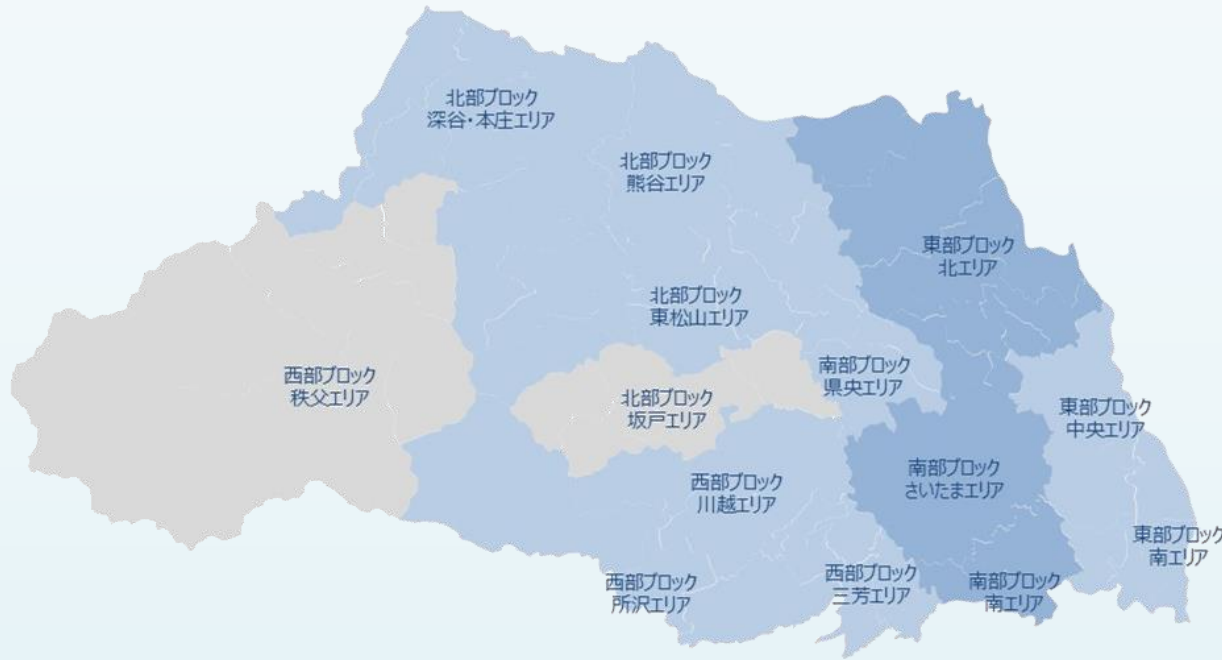 北部ブロック
深谷・本庄エリア
北部ブロック
熊谷エリア
東部ブロック
北エリア
北部ブロック
東松山エリア
南部ブロック
県央エリア
西部ブロック
秩父エリア
北部ブロック
坂戸エリア
東部ブロック
中央エリア
南部ブロック
さいたまエリア
西部ブロック
川越エリア
東部ブロック
南エリア
西部ブロック
所沢エリア
西部ブロック
三芳エリア
南部ブロック
南エリア